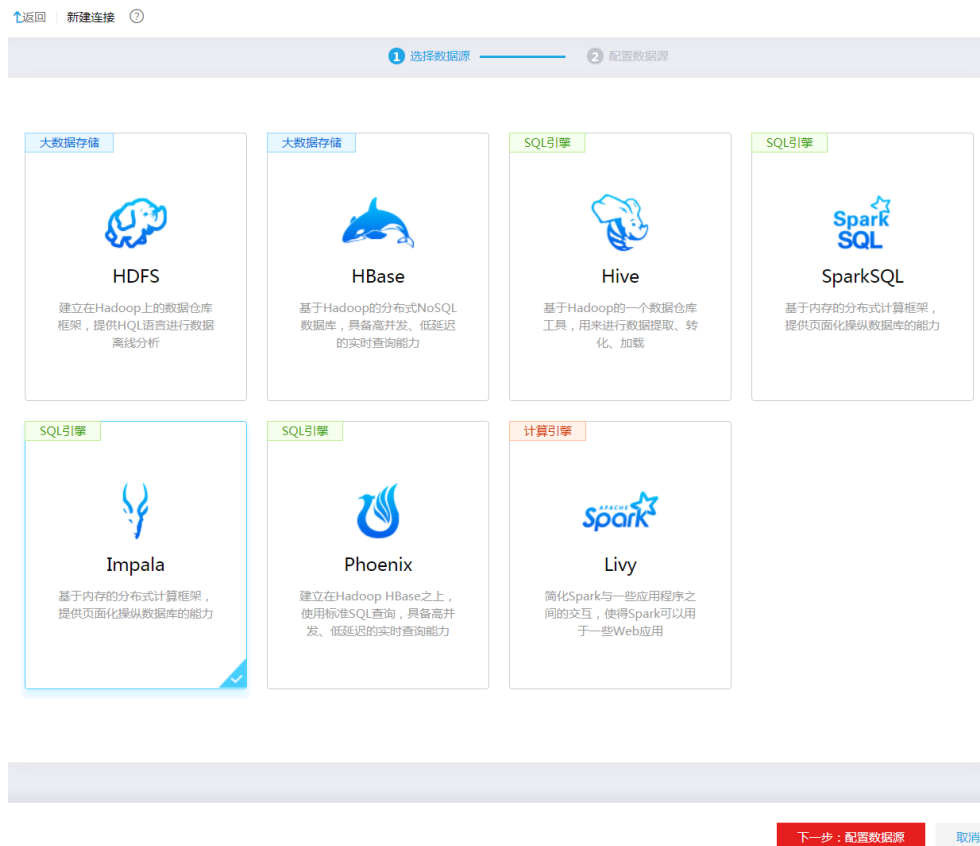 返回 新建连接 ?
1 选择数据源 2 配置数据源
大数据存储
HDFS
建立在Hadoop上的数据仓库
框架，提供HQL语言进行数据
离线分析
大数据存储
HBase
基于Hadoop的分布式NoSQL
数据库，具备高并发、低延迟
的实时查询能力
SQL引擎
Hive
基于Hadoop的一个数据仓库
工具，用来进行数据提取、转
化、加载
SQL引擎
Spark
SQL
SparkSQL
基于内存的分布式计算框架，
提供页面化操纵数据库的能力
SQL引擎
Impala
基于内存的分布式计算框架，
提供页面化操纵数据库的能力
SQL引擎
Phoenix
建立在Hadoop HBase之上，
使用标准SQL查询，具备高并
发、低延迟的实时查询能力
计算引擎
APACHE
Spark
Livy
简化Spark与一些应用程序之
间的交互，使得Spark可以用
于一些Web应用
下一步：配置数据源 取消